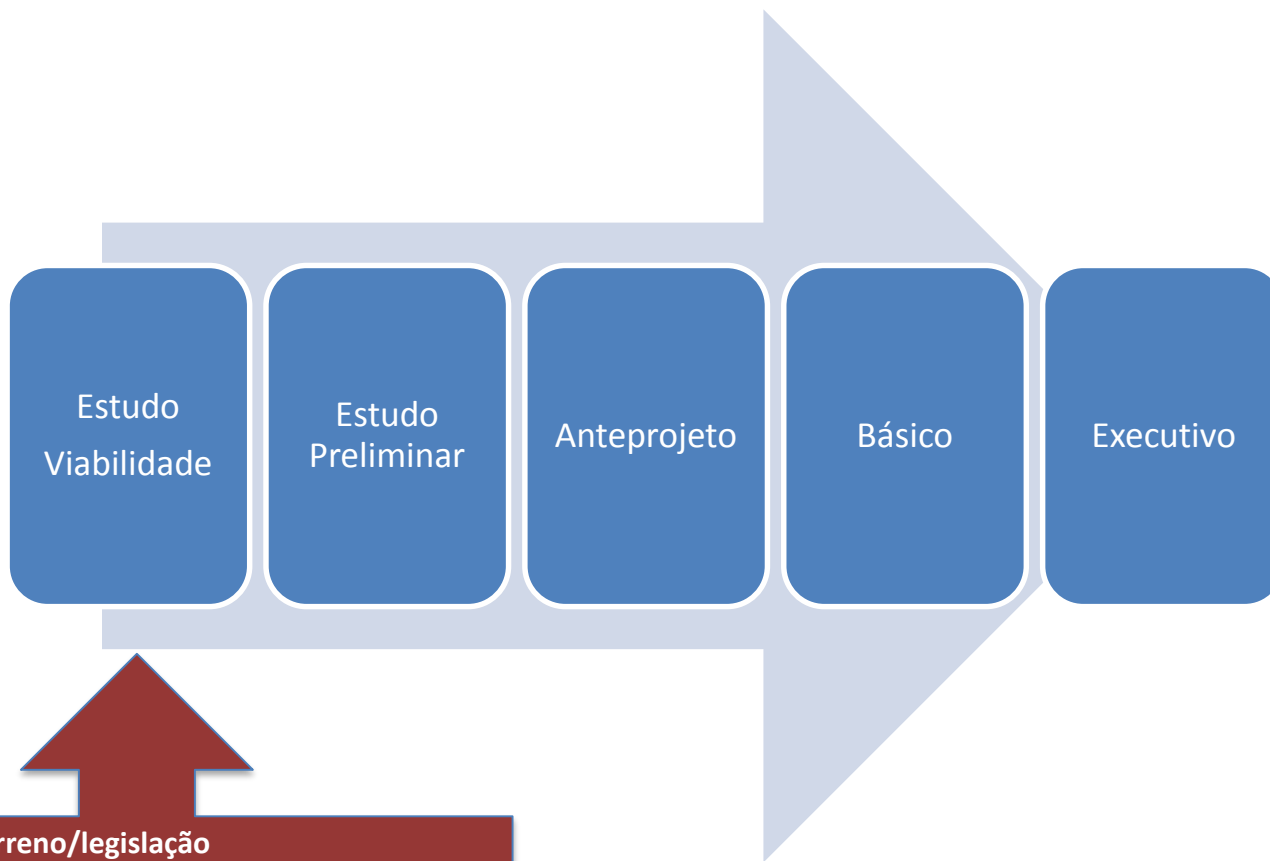 Estudo
Viabilidade
Estudo
Preliminar
Anteprojeto
Básico
Executivo
rreno/legislação